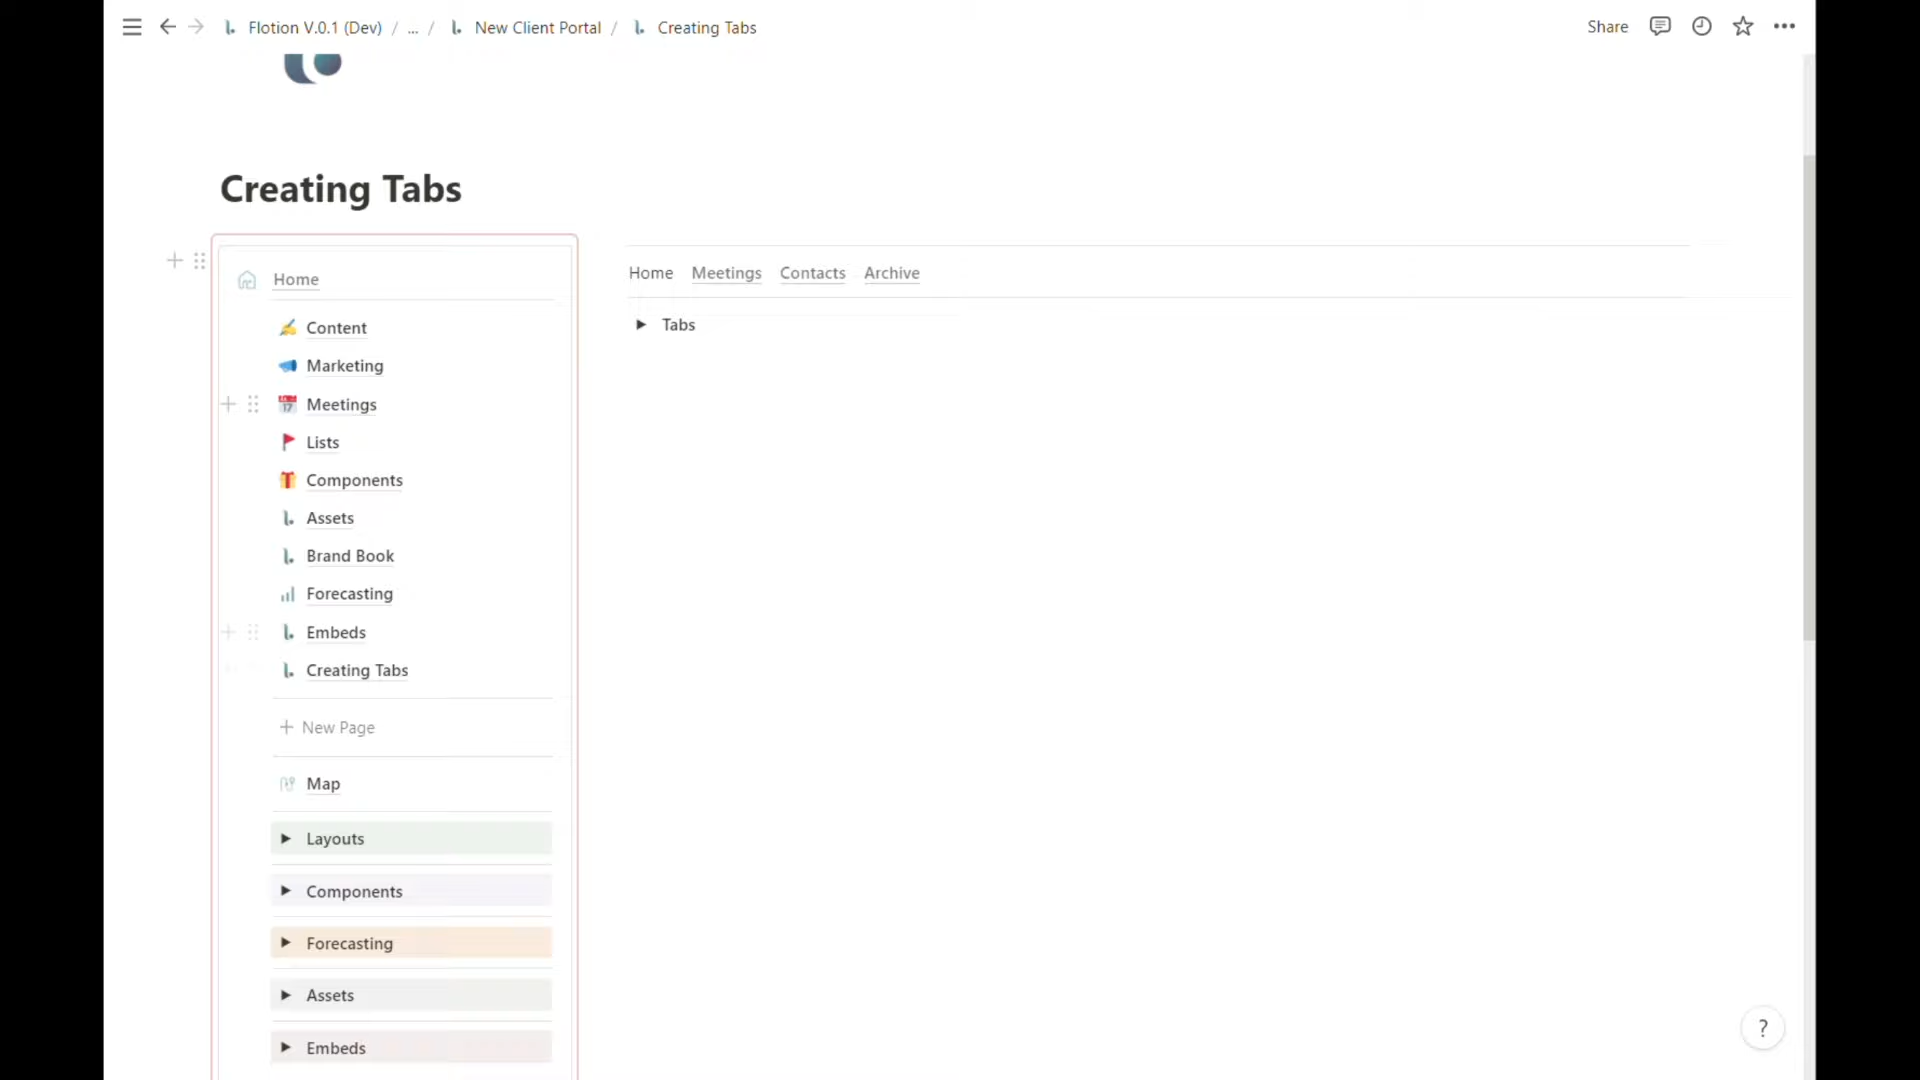 Flotion V.0.1 (Dev) / ... / New Client Portal / Creating Tabs
Share
Creating Tabs
Home
Content
Marketing
17 Meetings
Lists
Components
Assets
Brand Book
Forecasting
Embeds
Creating Tabs
+ New Page
Map
Layouts
Components
Forecasting
Assets
Embeds
Home Meetings Contacts Archive
Tabs
?